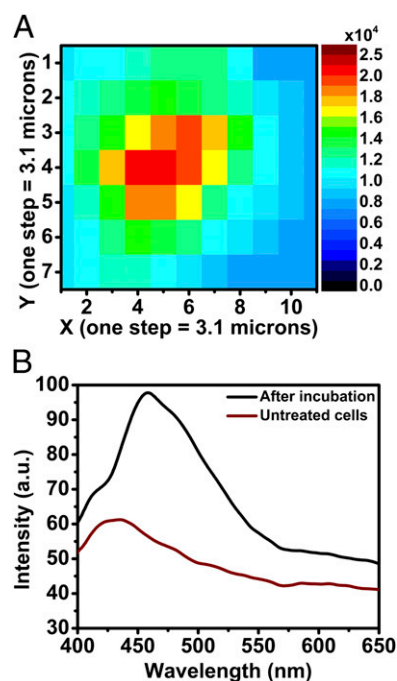 A
x10⁴
1
2
3
4
5
6
7
Y (one step = 3.1 microns)
2 4 6 8 10
X (one step = 3.1 microns)
2.4
2.0
1.8
1.6
1.4
1.2
1.0
0.8
0.6
0.4
0.2
0.0
B
After incubation
Untreated cells
100
90
80
70
60
50
40
30
Intensity (a.u.)
400 450 500 550 600 650
Wavelength (nm)